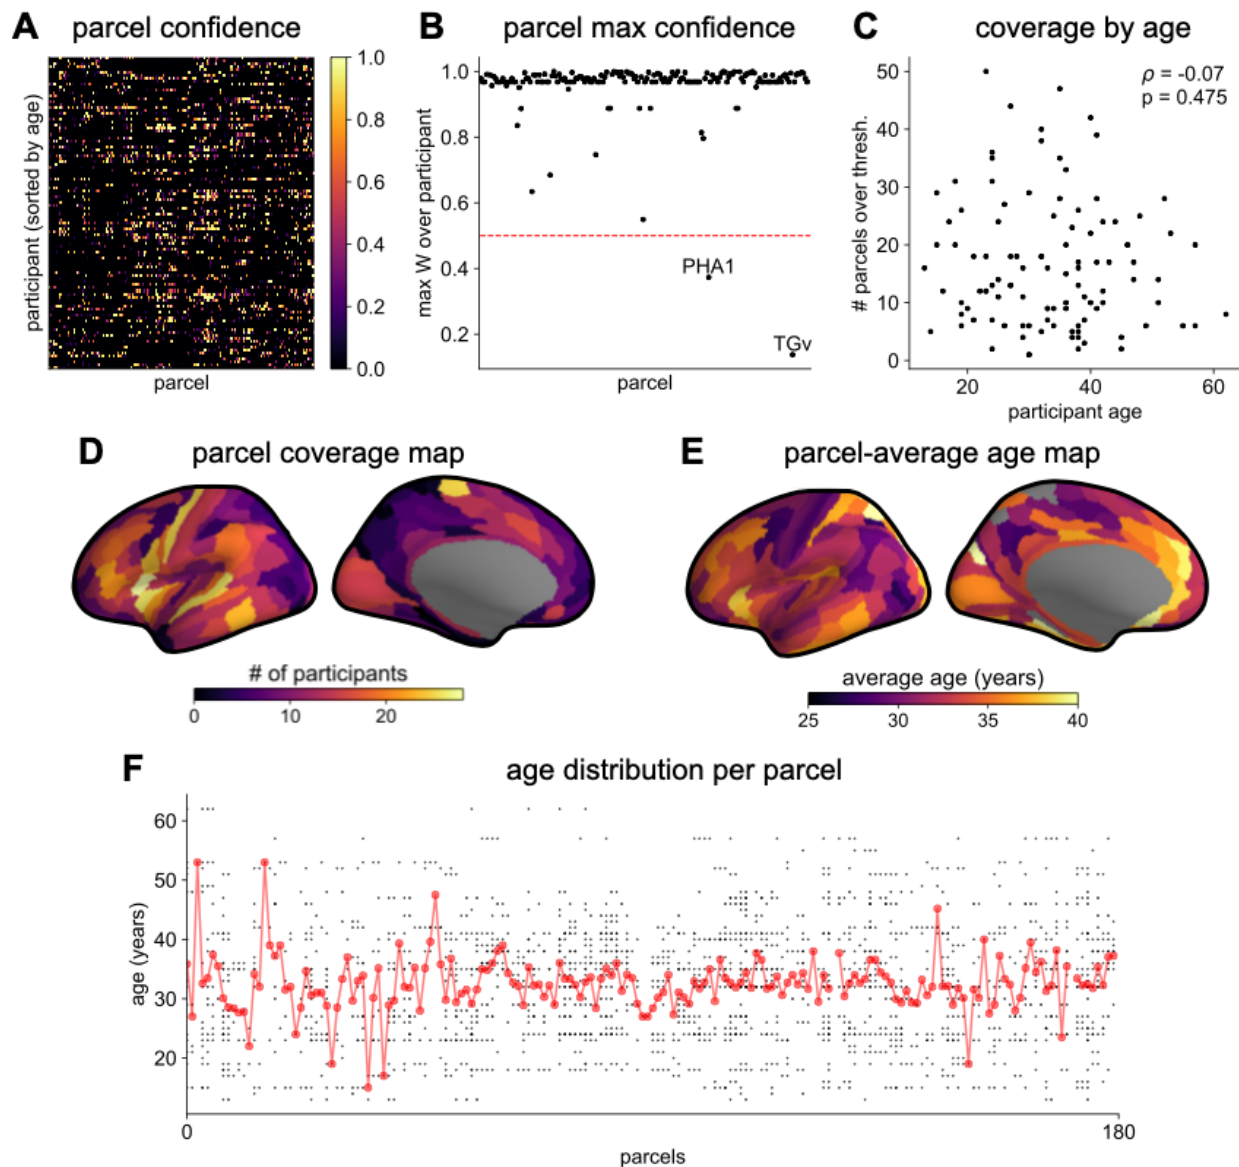 A parcel confidence
participant (sorted by age)
1.0
0.8
0.6
0.4
0.2
0.0
parcel
B parcel max confidence
max W over participant
1.0
0.8
0.6
0.4
0.2
PHA1
TGv
parcel
C coverage by age
ρ = -0.07
p = 0.475
# parcels over thresh.
50
40
30
20
10
0
20 40 60
participant age
D parcel coverage map
# of participants
0 10 20
E parcel-average age map
average age (years)
25 30 35 40
F age distribution per parcel
age (years)
60
50
40
30
20
0 180
parcels